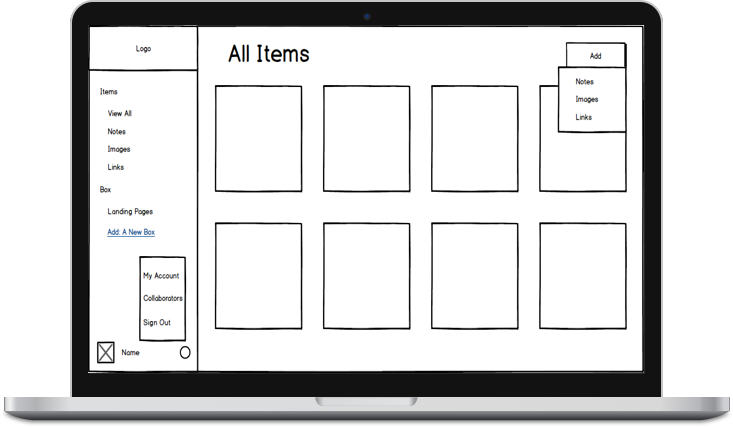 Logo
Items
View All
Notes
Images
Links
Box
Landing Pages
Add: A New Box
My Account
Collaborators
Sign Out
Name
All Items
Add
Notes
Images
Links